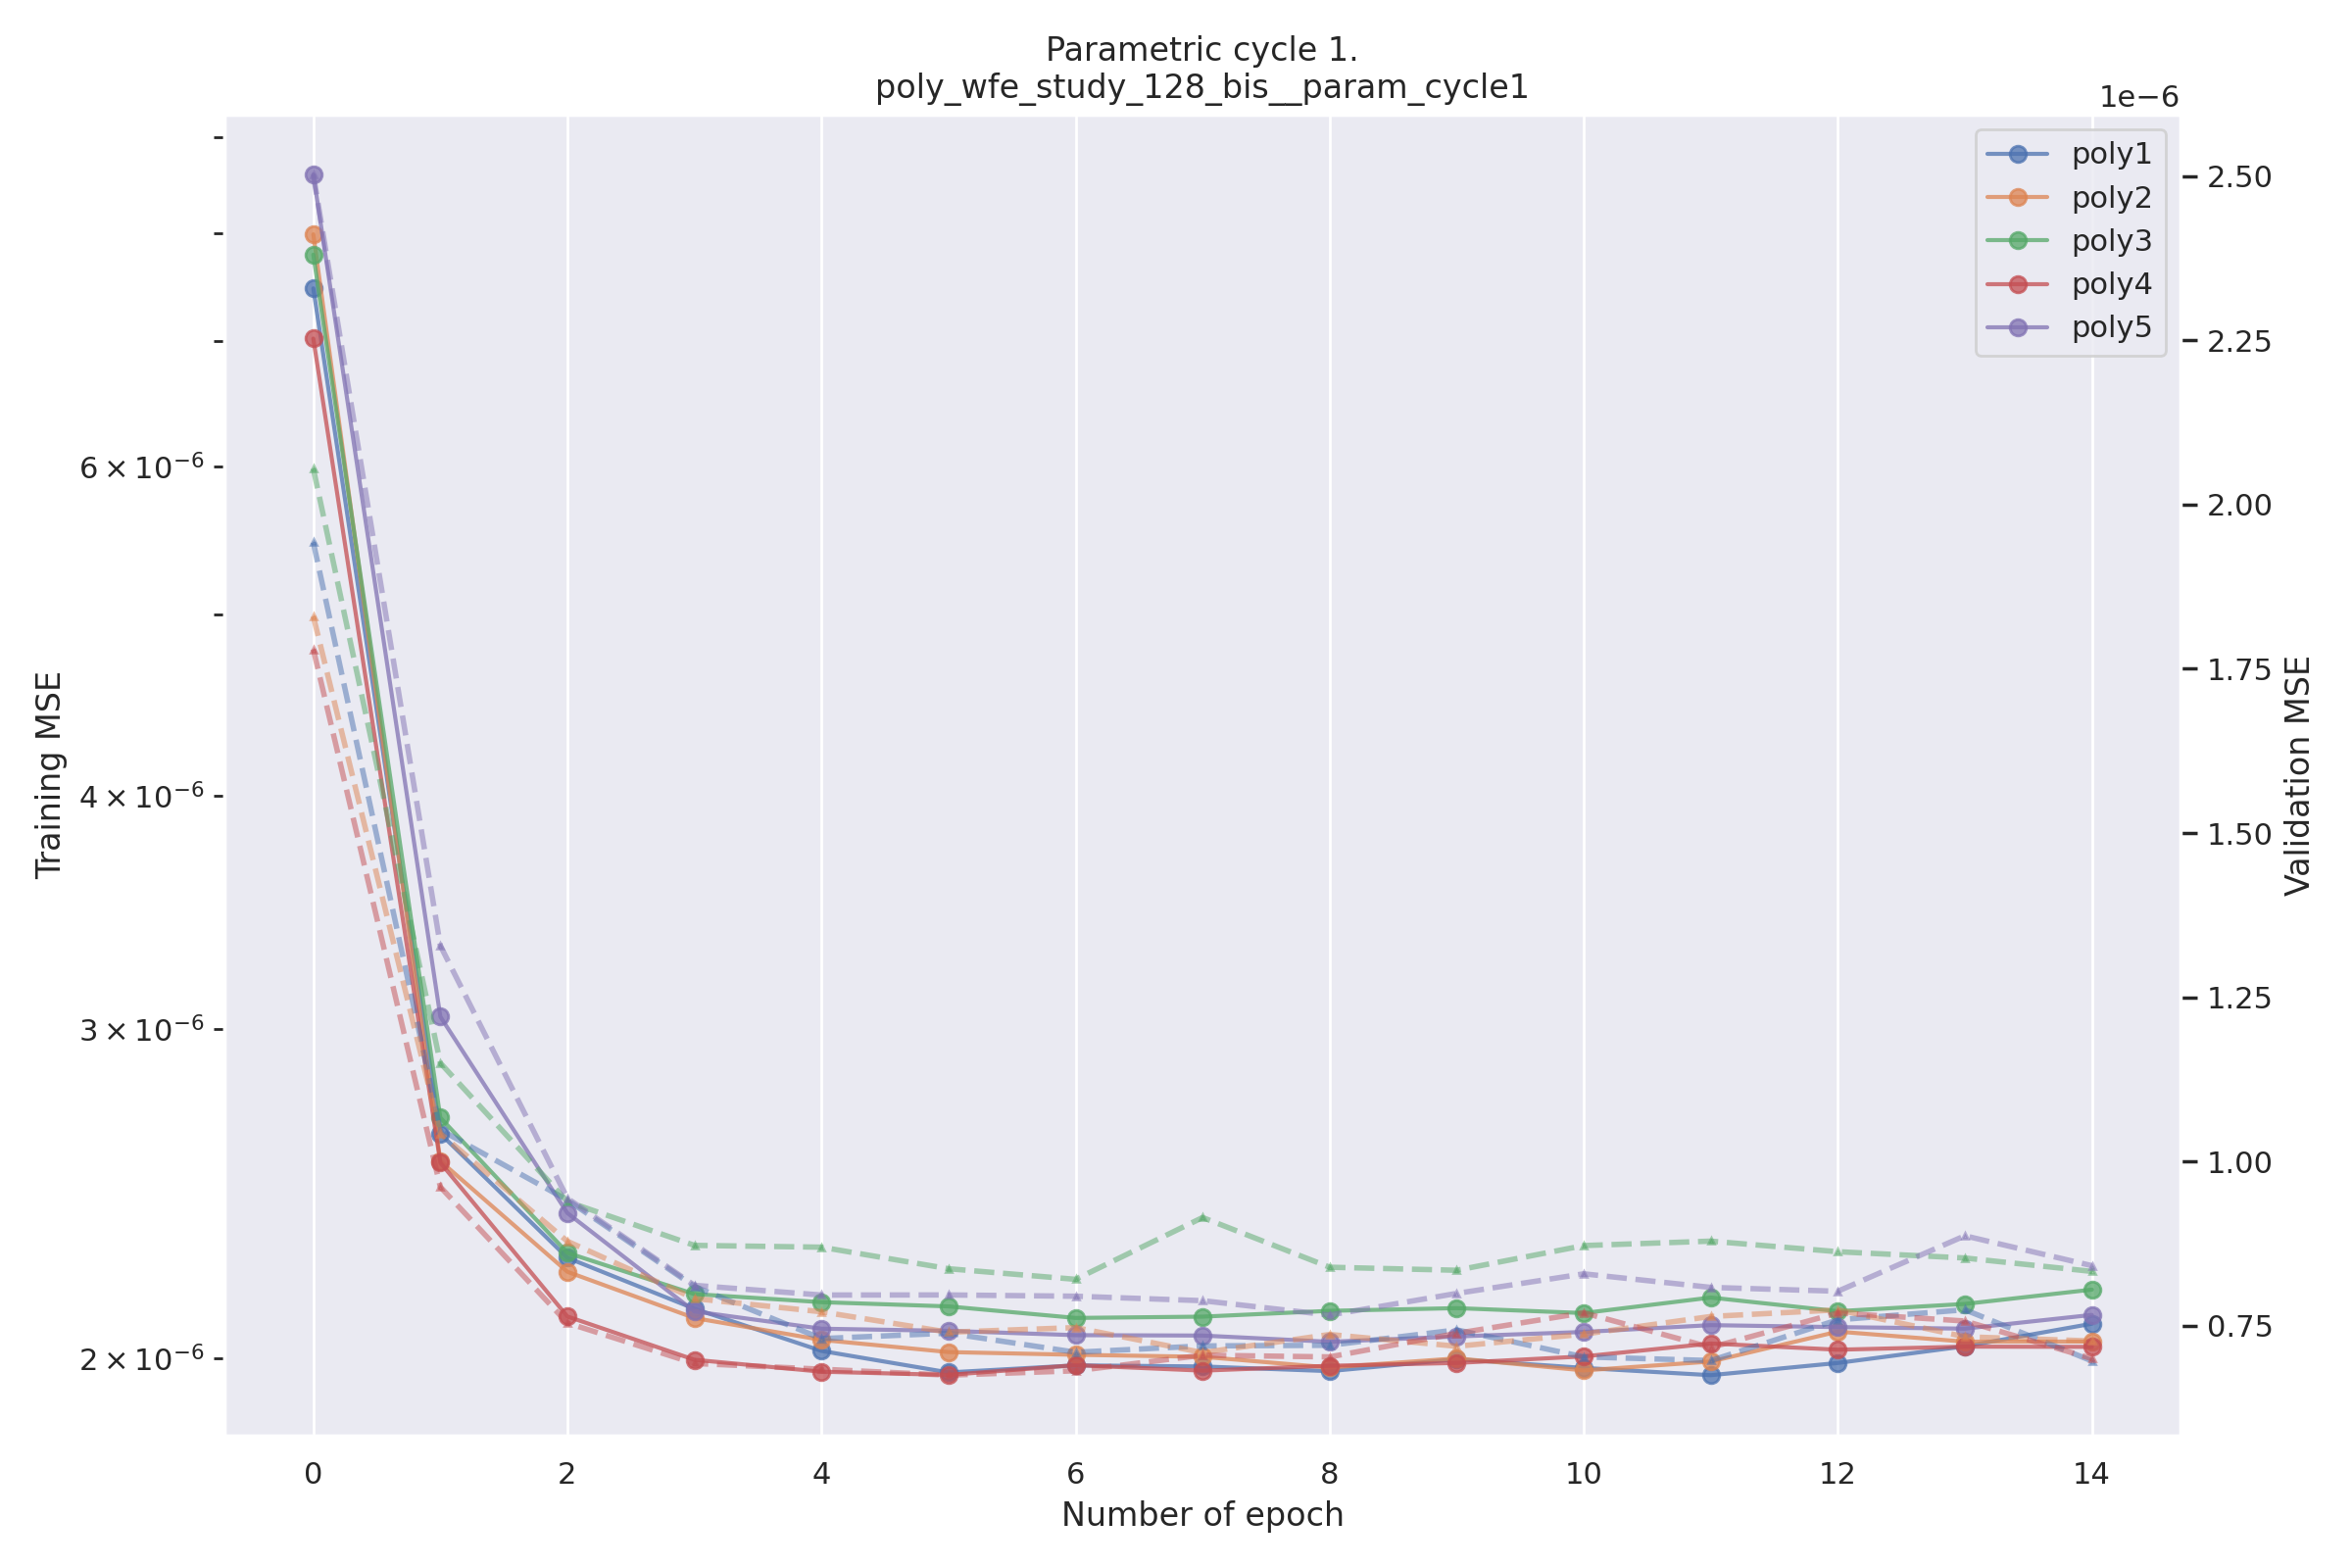 Parametric cycle 1.
poly_wfe_study_128_bis__param_cycle1
1e−6
poly1
poly2
poly3
poly4
poly5
Training MSE
6 × 10⁻⁶
4 × 10⁻⁶
3 × 10⁻⁶
2 × 10⁻⁶
2.50
2.25
2.00
1.75
1.50
1.25
1.00
0.75
Validation MSE
0 2 4 6 8 10 12 14
Number of epoch